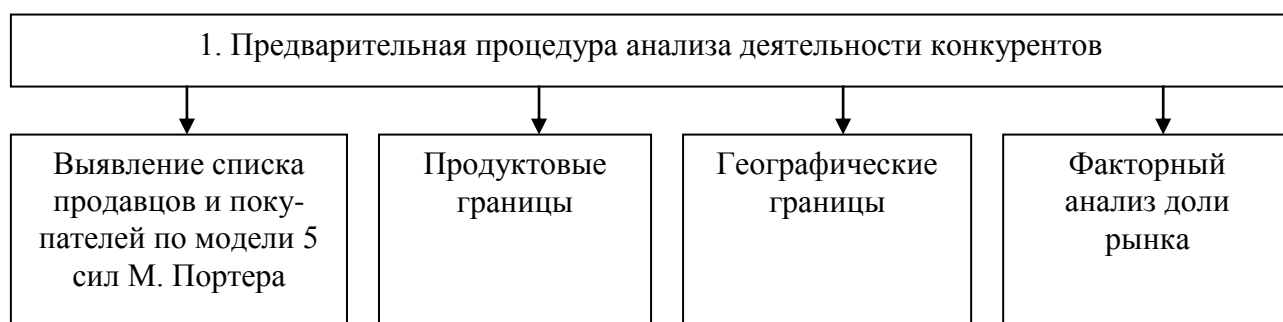 1. Предварительная процедура анализа деятельности конкурентов
Выявление списка
продавцов и поку-
пателей по модели 5
сил М. Портера
Продуктовые
границы
Географические
границы
Факторный
анализ доли
рынка